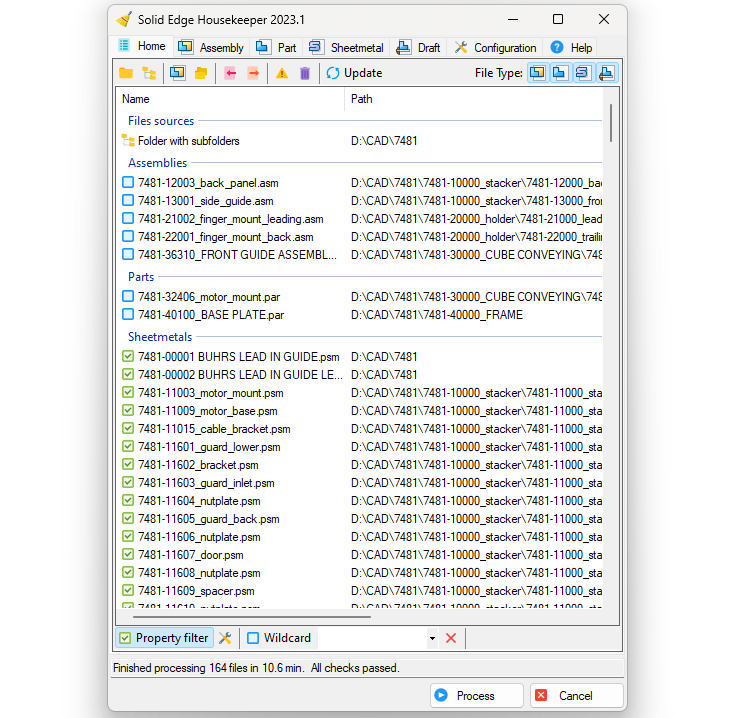 Solid Edge Housekeeper 2023.1
Home Assembly Part Sheetmetal Draft Configuration Help
Update File Type:
Name Path
Files sources
Folder with subfolders D:\CAD\7481
Assemblies
7481-12003_back_panel.asm D:\CAD\7481\7481-10000_stacker\7481-12000_ba
7481-13001_side_guide.asm D:\CAD\7481\7481-10000_stacker\7481-13000_fro
7481-21002_finger_mount_leading.asm D:\CAD\7481\7481-20000_holder\7481-21000_lead
7481-22001_finger_mount_back.asm D:\CAD\7481\7481-20000_holder\7481-22000_trailin
7481-36310_FRONT GUIDE ASSEMBL... D:\CAD\7481\7481-30000_CUBE CONVEYING\748
Parts
7481-32406_motor_mount.par D:\CAD\7481\7481-30000_CUBE CONVEYING\748
7481-40100_BASE PLATE.par D:\CAD\7481\7481-40000_FRAME
Sheetmetals
7481-00001 BUHRS LEAD IN GUIDE.psm D:\CAD\7481
7481-00002 BUHRS LEAD IN GUIDE LE... D:\CAD\7481
7481-11003_motor_mount.psm D:\CAD\7481\7481-10000_stacker\7481-11000_sta
7481-11009_motor_base.psm D:\CAD\7481\7481-10000_stacker\7481-11000_sta
7481-11015_cable_bracket.psm D:\CAD\7481\7481-10000_stacker\7481-11000_sta
7481-11601_guard_lower.psm D:\CAD\7481\7481-10000_stacker\7481-11000_sta
7481-11602_bracket.psm D:\CAD\7481\7481-10000_stacker\7481-11000_sta
7481-11603_guard_inlet.psm D:\CAD\7481\7481-10000_stacker\7481-11000_sta
7481-11604_nutplate.psm D:\CAD\7481\7481-10000_stacker\7481-11000_sta
7481-11605_guard_back.psm D:\CAD\7481\7481-10000_stacker\7481-11000_sta
7481-11606_nutplate.psm D:\CAD\7481\7481-10000_stacker\7481-11000_sta
7481-11607_door.psm D:\CAD\7481\7481-10000_stacker\7481-11000_sta
7481-11608_nutplate.psm D:\CAD\7481\7481-10000_stacker\7481-11000_sta
7481-11609_spacer.psm D:\CAD\7481\7481-10000_stacker\7481-11000_sta
Property filter Wildcard
Finished processing 164 files in 10.6 min. All checks passed.
Process Cancel